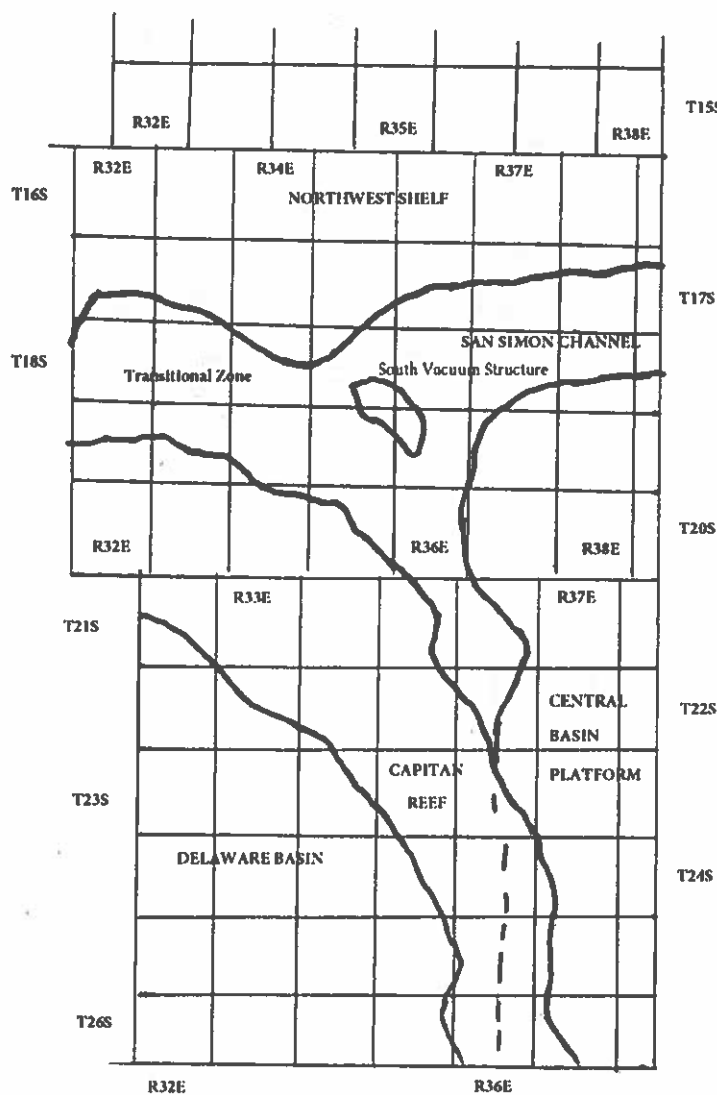 T15S
R32E R35E R38E
R32E R34E R37E
T16S
NORTHWEST SHELF
T17S
SAN SIMON CHANNEL
T18S
Transitional Zone South Vacuum Structure
T20S
R32E R36E R38E
R33E R37E
T21S
CENTRAL
T22S
BASIN
CAPITAN PLATFORM
T23S
REEF
DELAWARE BASIN
T24S
T26S
R32E R36E